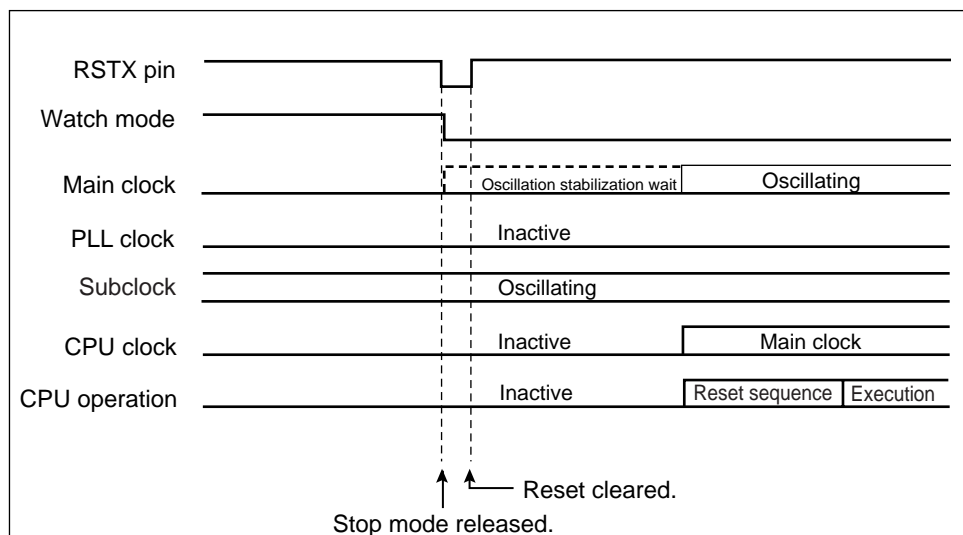 RSTX pin
Watch mode
Main clock
Oscillation stabilization wait
Oscillating
PLL clock
Inactive
Subclock
Oscillating
CPU clock
Inactive
Main clock
CPU operation
Inactive
Reset sequence
Execution
Reset cleared.
Stop mode released.